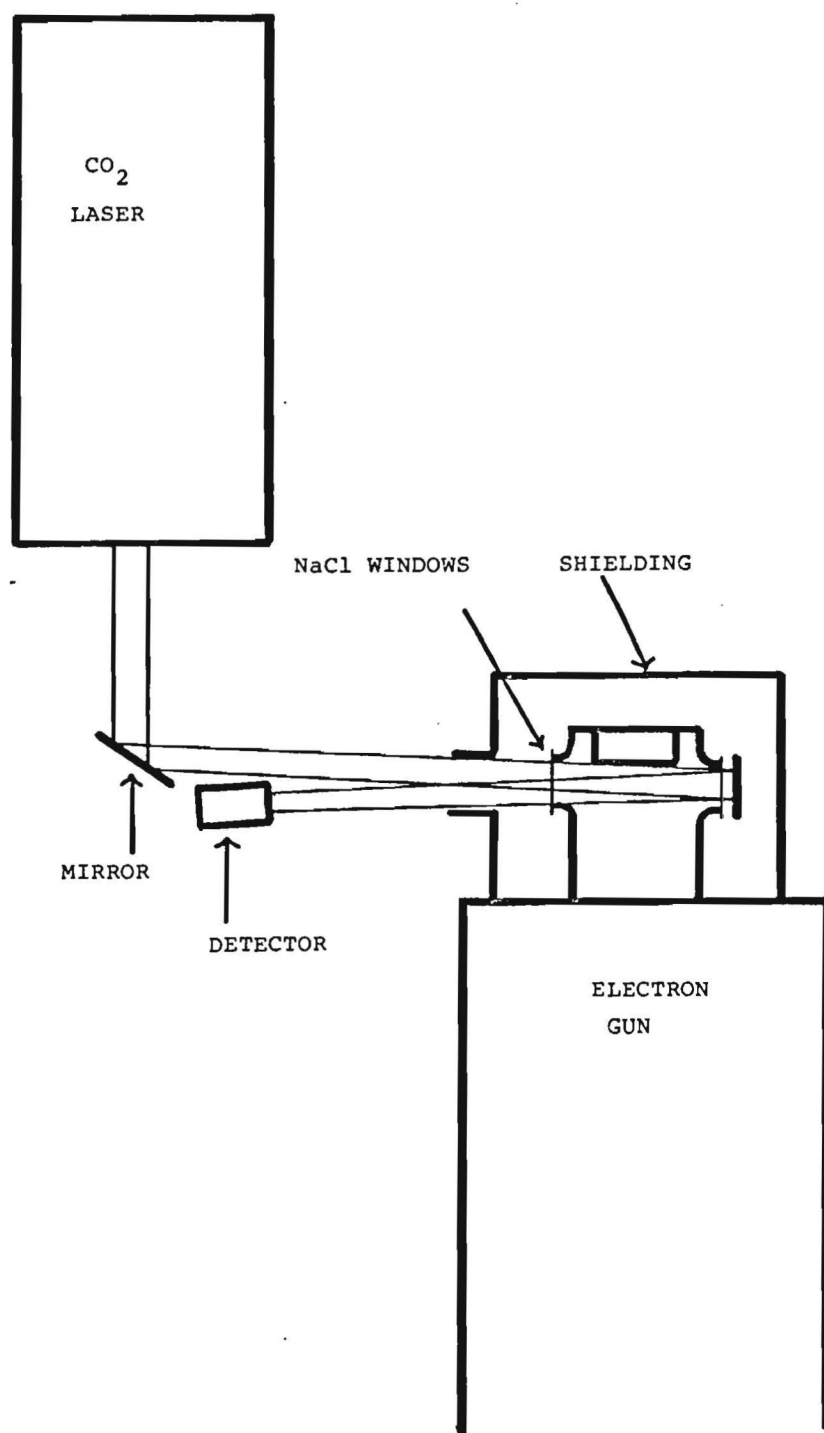 CO2
LASER
NaCl WINDOWS
SHIELDING
MIRROR
DETECTOR
ELECTRON
GUN